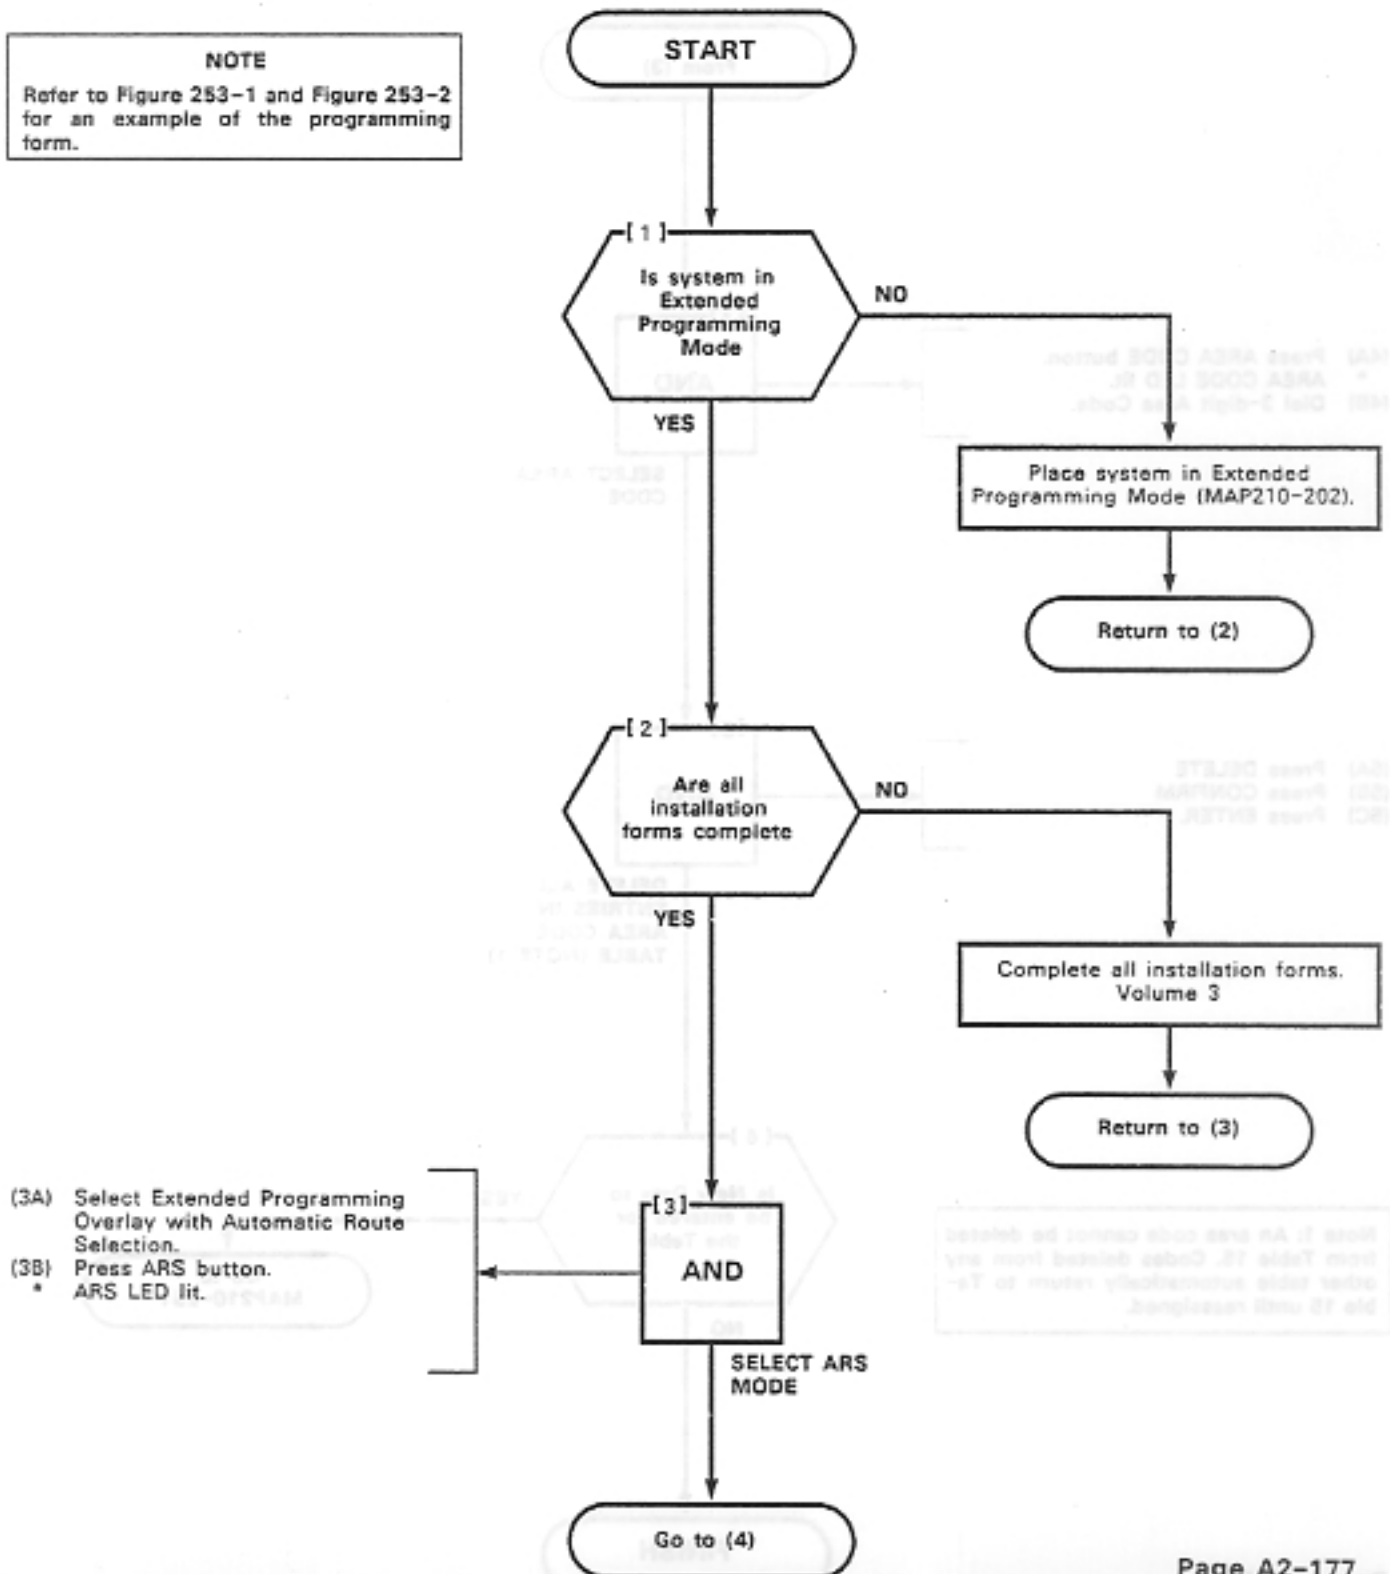 START
NOTE
Refer to Figure 253-1 and Figure 253-2
for an example of the programming
form.
[ 1 ]
Is system in
Extended
Programming
Mode
NO
YES
Place system in Extended
Programming Mode (MAP210-202).
Return to (2)
[ 2 ]
Are all
installation
forms complete
NO
YES
Complete all installation forms.
Volume 3
Return to (3)
(3A) Select Extended Programming
Overlay with Automatic Route
Selection.
(3B) Press ARS button.
* ARS LED lit.
[3]
AND
SELECT ARS
MODE
Go to (4)
Page A2-177